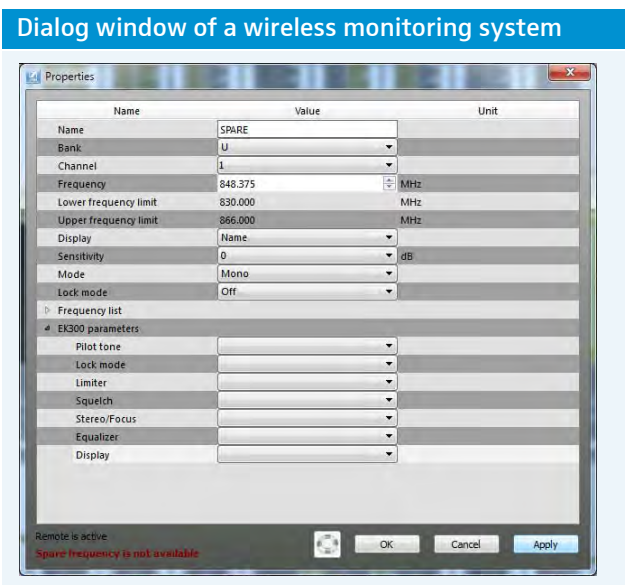 Dialog window of a wireless monitoring system
Properties
Name Value Unit
Name SPARE
Bank U
Channel 1
Frequency 848.375 MHz
Lower frequency limit 830.000 MHz
Upper frequency limit 866.000 MHz
Display Name
Sensitivity 0 dB
Mode Mono
Lock mode Off
Frequency list
EK300 parameters
Pilot tone
Lock mode
Limiter
Squelch
Stereo/Focus
Equalizer
Display
Remote is active
Spare frequency is not available
OK Cancel Apply